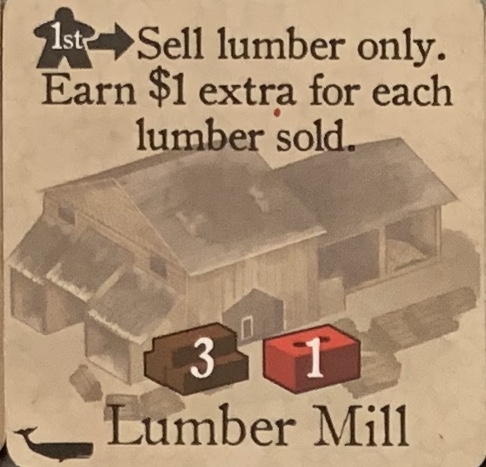 1st Sell lumber only.
Earn $1 extra for each
lumber sold.
3 1
Lumber Mill